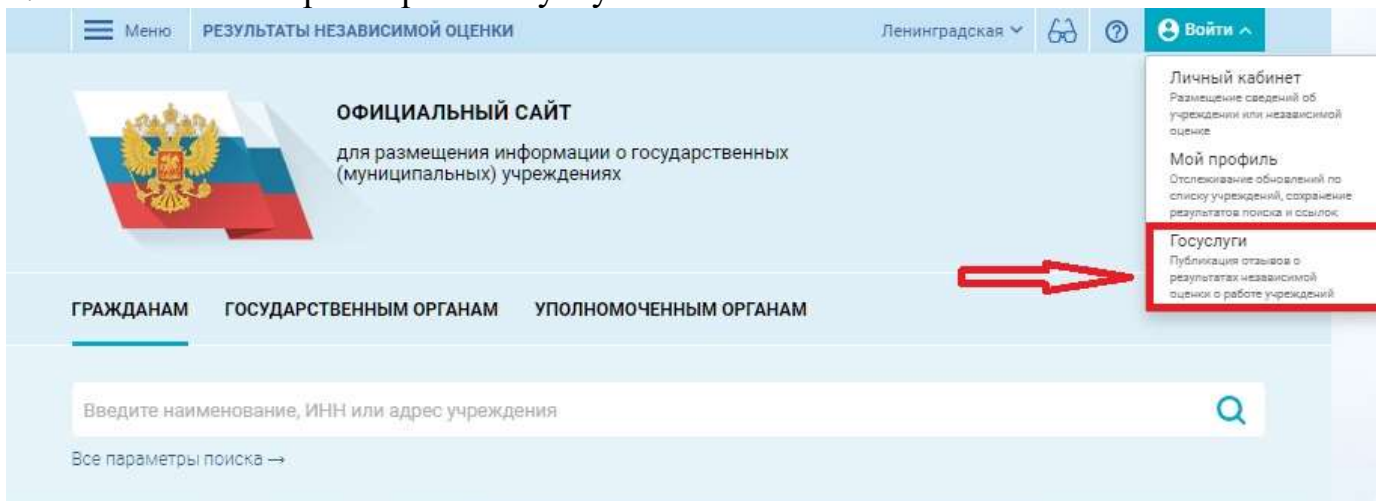 Меню РЕЗУЛЬТАТЫ НЕЗАВИСИМОЙ ОЦЕНКИ Ленинградская Войти
Личный кабинет
Размещение сведений об
учреждении или независимой
оценке
Мой профиль
Отслеживание обновлений по
списку учреждений, сохранение
результатов поиска и ссылок
Госуслуги
Публикация отзывов о
результатах независимой
оценки о работе учреждений
ОФИЦИАЛЬНЫЙ САЙТ
для размещения информации о государственных
(муниципальных) учреждениях
ГРАЖДАНАМ ГОСУДАРСТВЕННЫМ ОРГАНАМ УПОЛНОМОЧЕННЫМ ОРГАНАМ
Введите наименование, ИНН или адрес учреждения
Все параметры поиска →